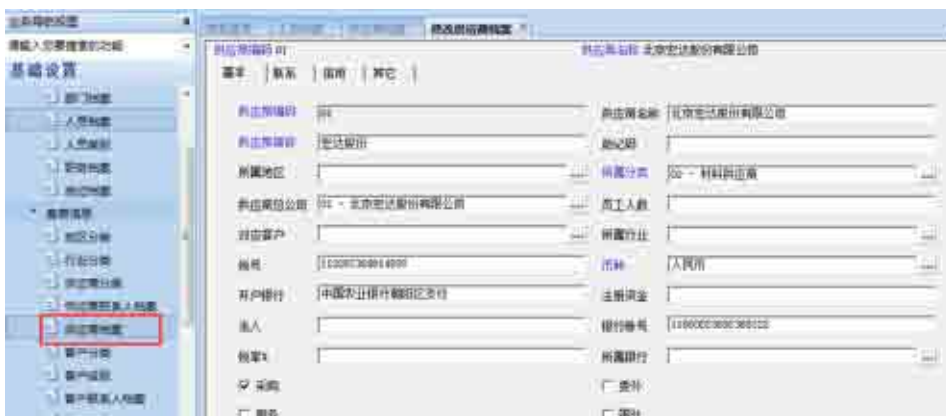 业务导航视图
请输入您要搜索的功能
基础设置
部门档案
人员档案
人员类别
职务档案
岗位档案
客商信息
地区分类
行业分类
供应商分类
供应商联系人档案
供应商档案
客户分类
客户级别
客户联系人档案
修改供应商档案
供应商编码 01
供应商名称 北京宏达股份有限公司
基本 联系 信用 其它
供应商编码 01
供应商名称 北京宏达股份有限公司
供应商简称 宏达股份
助记码
所属地区
所属分类 02 - 材料供应商
供应商总公司 01 - 北京宏达股份有限公司
员工人数
对应客户
所属行业
税号
币种 人民币
开户银行 中国农业银行朝阳区支行
注册资金
法人
银行账号
税率%
所属银行
采购
委外
服务
国外